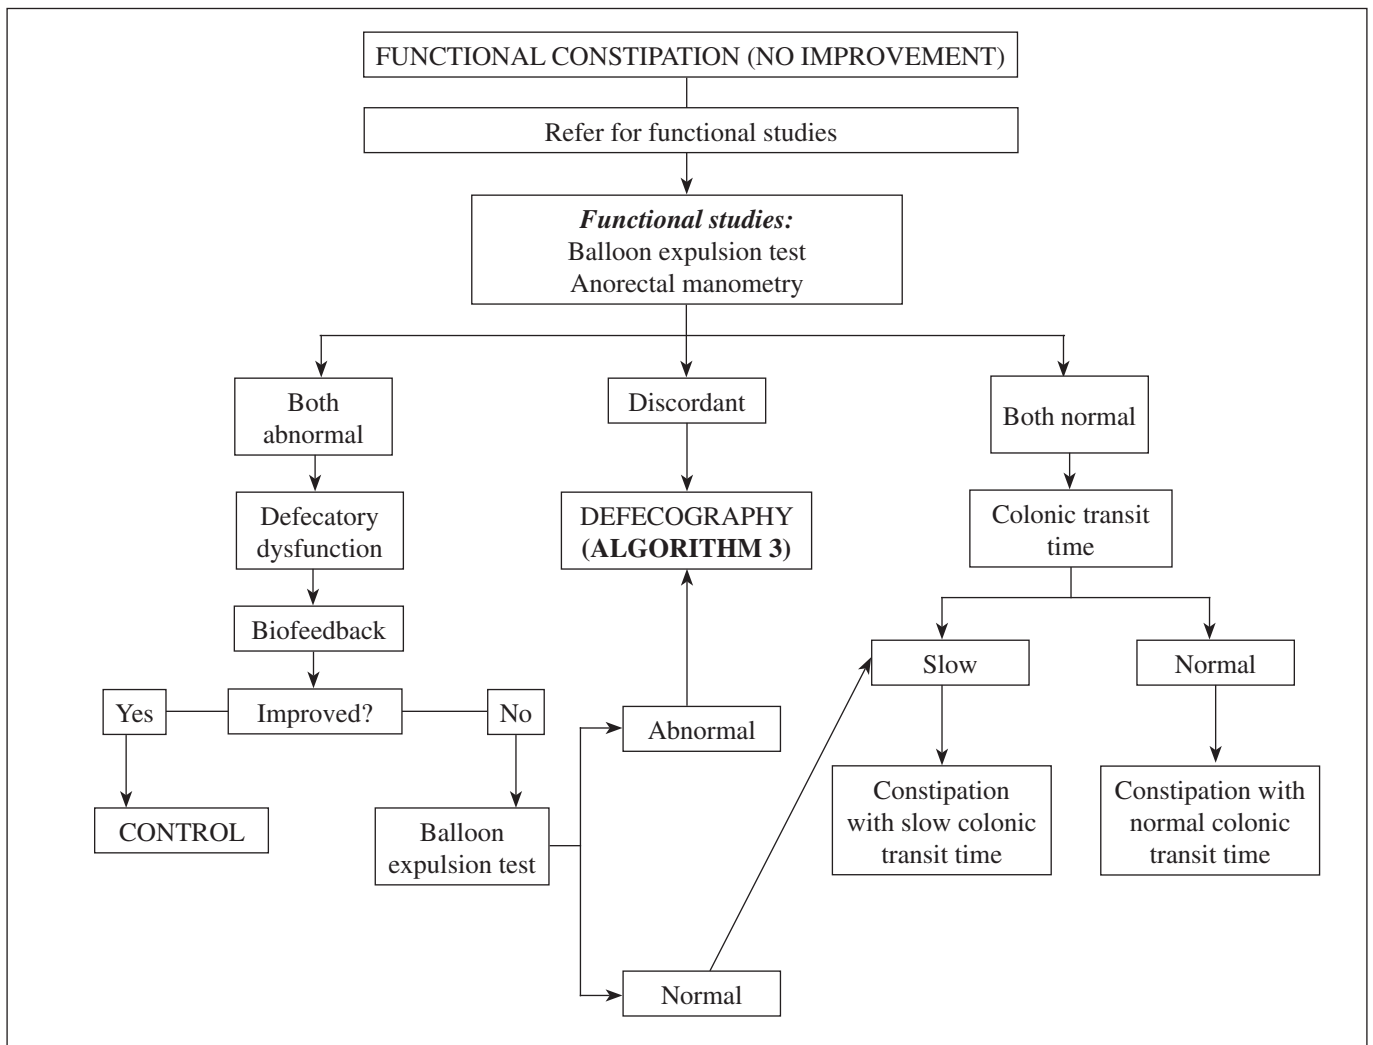 FUNCTIONAL CONSTIPATION (NO IMPROVEMENT)
Refer for functional studies
Functional studies:
Balloon expulsion test
Anorectal manometry
Both
abnormal
Discordant
Both normal
Defecatory
dysfunction
DEFECOGRAPHY
(ALGORITHM 3)
Colonic transit
time
Biofeedback
Slow
Normal
Yes
Improved?
No
Abnormal
CONTROL
Balloon
expulsion test
Constipation
with slow colonic
transit time
Constipation with
normal colonic
transit time
Normal